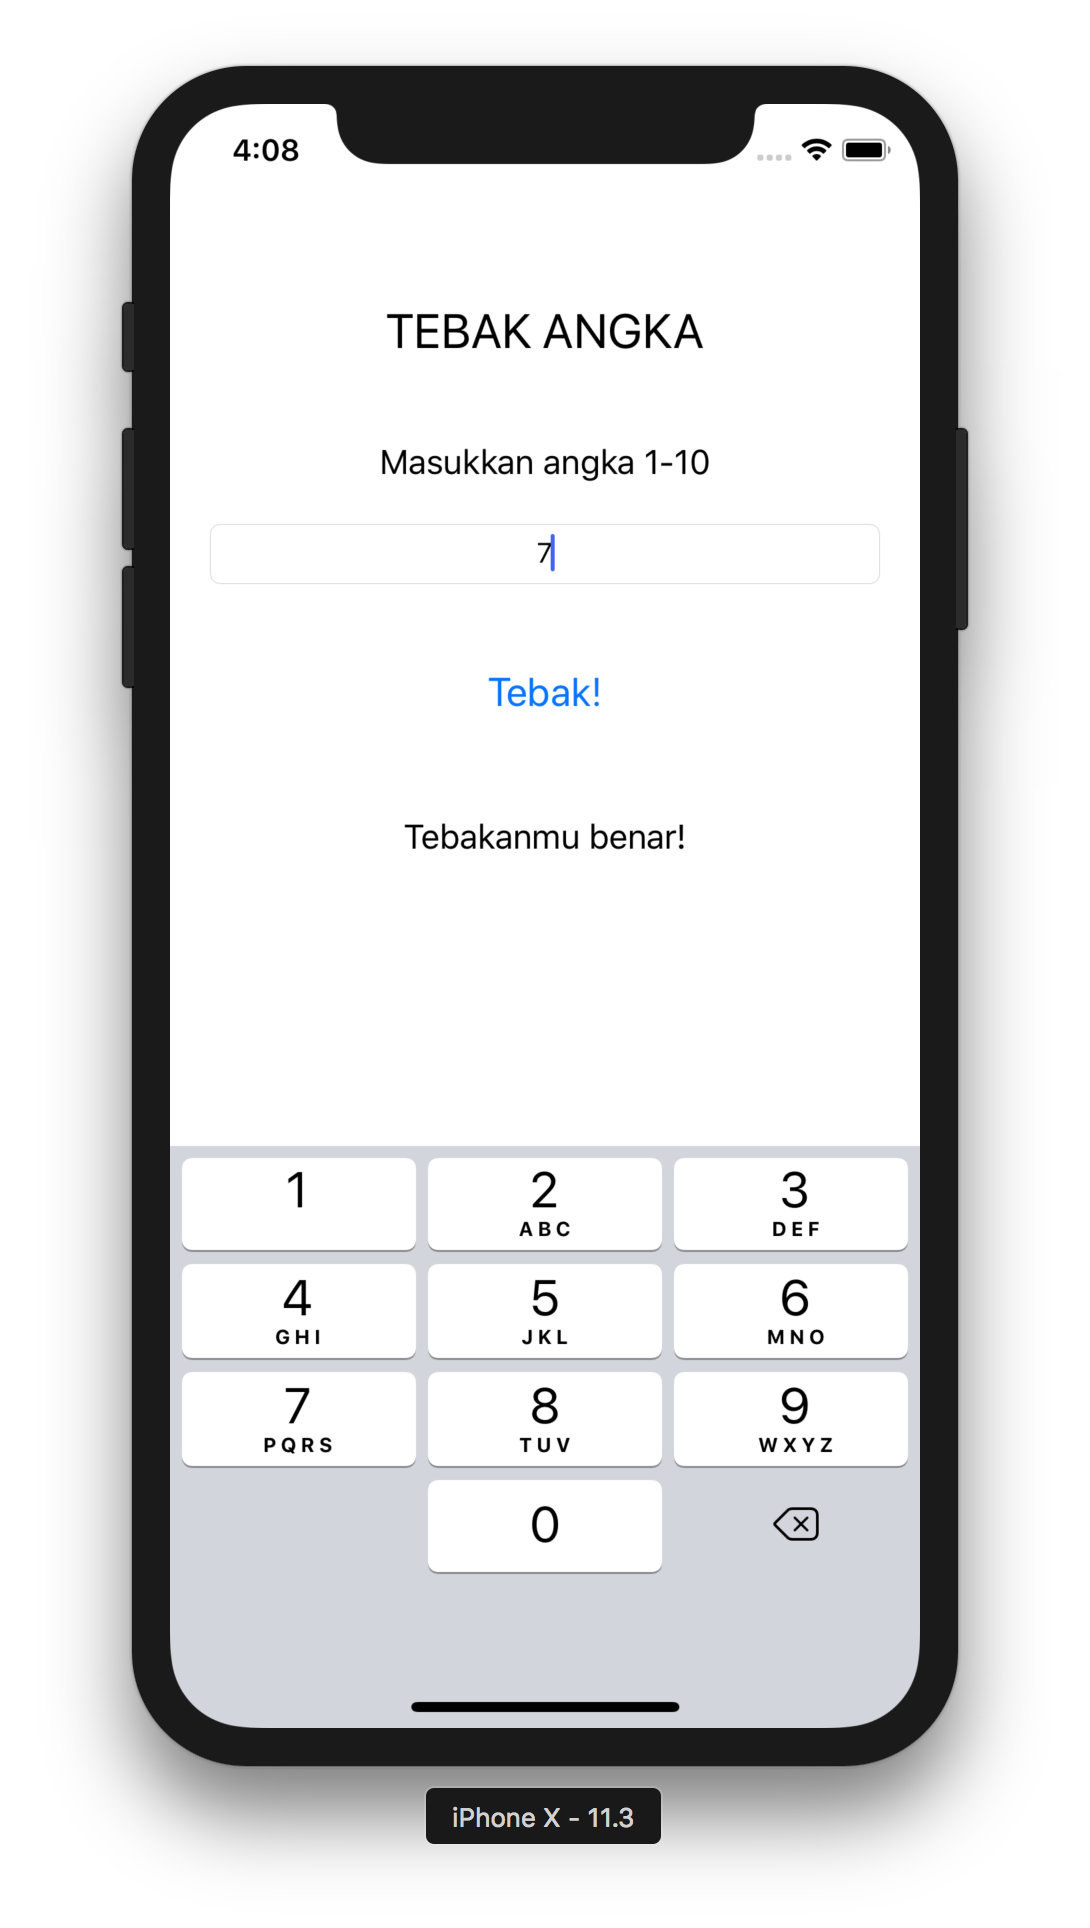 4:08
TEBAK ANGKA
Masukkan angka 1-10
7
Tebak!
Tebakanmu benar!
1 2 3
ABC DEF
4 5 6
GHI JKL MNO
7 8 9
PQRS TUV WXYZ
0
iPhone X - 11.3